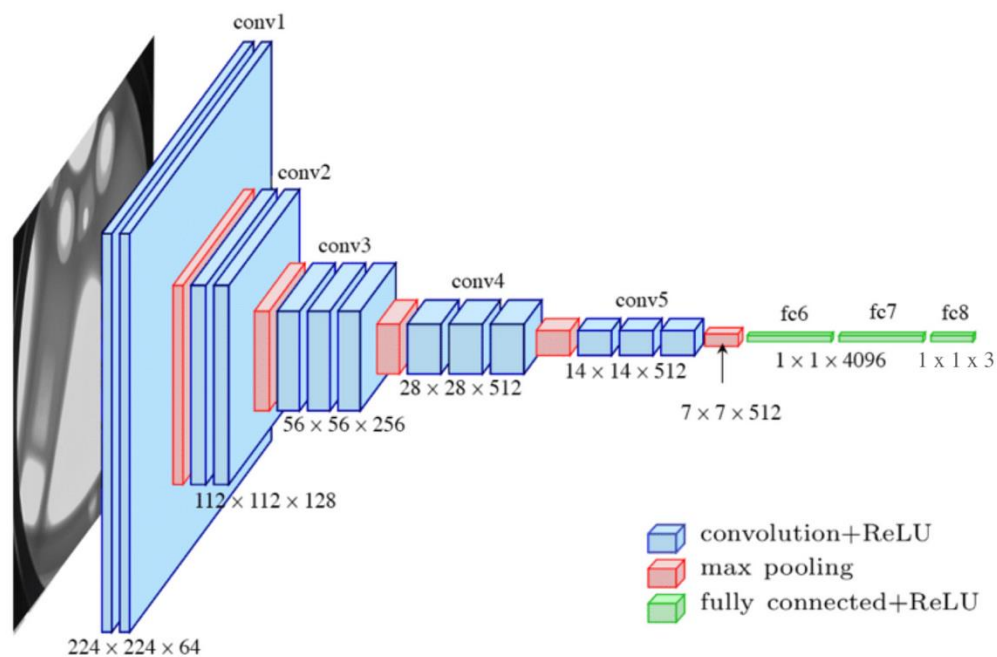 conv1
conv2
conv3
conv4
conv5
fc6
fc7
fc8
1 × 1 × 4096
1 x 1 x 3
14 × 14 × 512
28 × 28 × 512
7 × 7 × 512
56 × 56 × 256
112 × 112 × 128
224 × 224 × 64
convolution+ReLU
max pooling
fully connected+ReLU